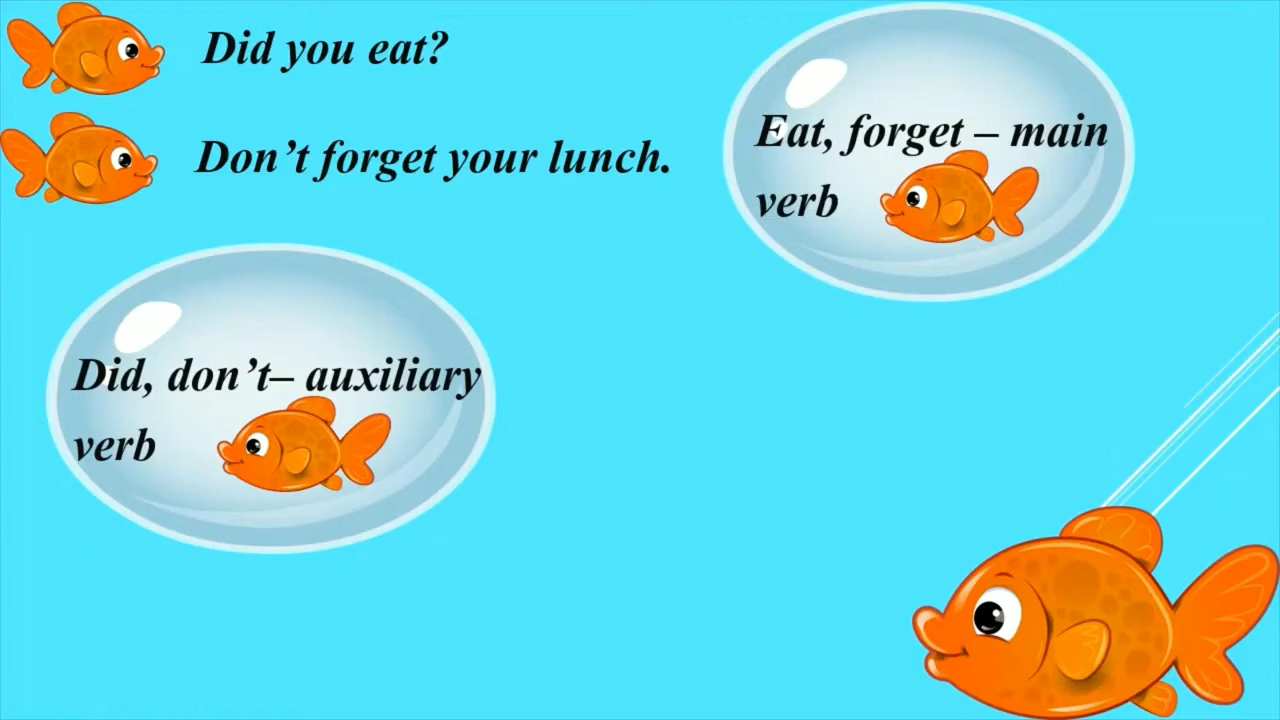 Did you eat?
Don't forget your lunch.
Eat, forget – main
verb
Did, don't– auxiliary
verb